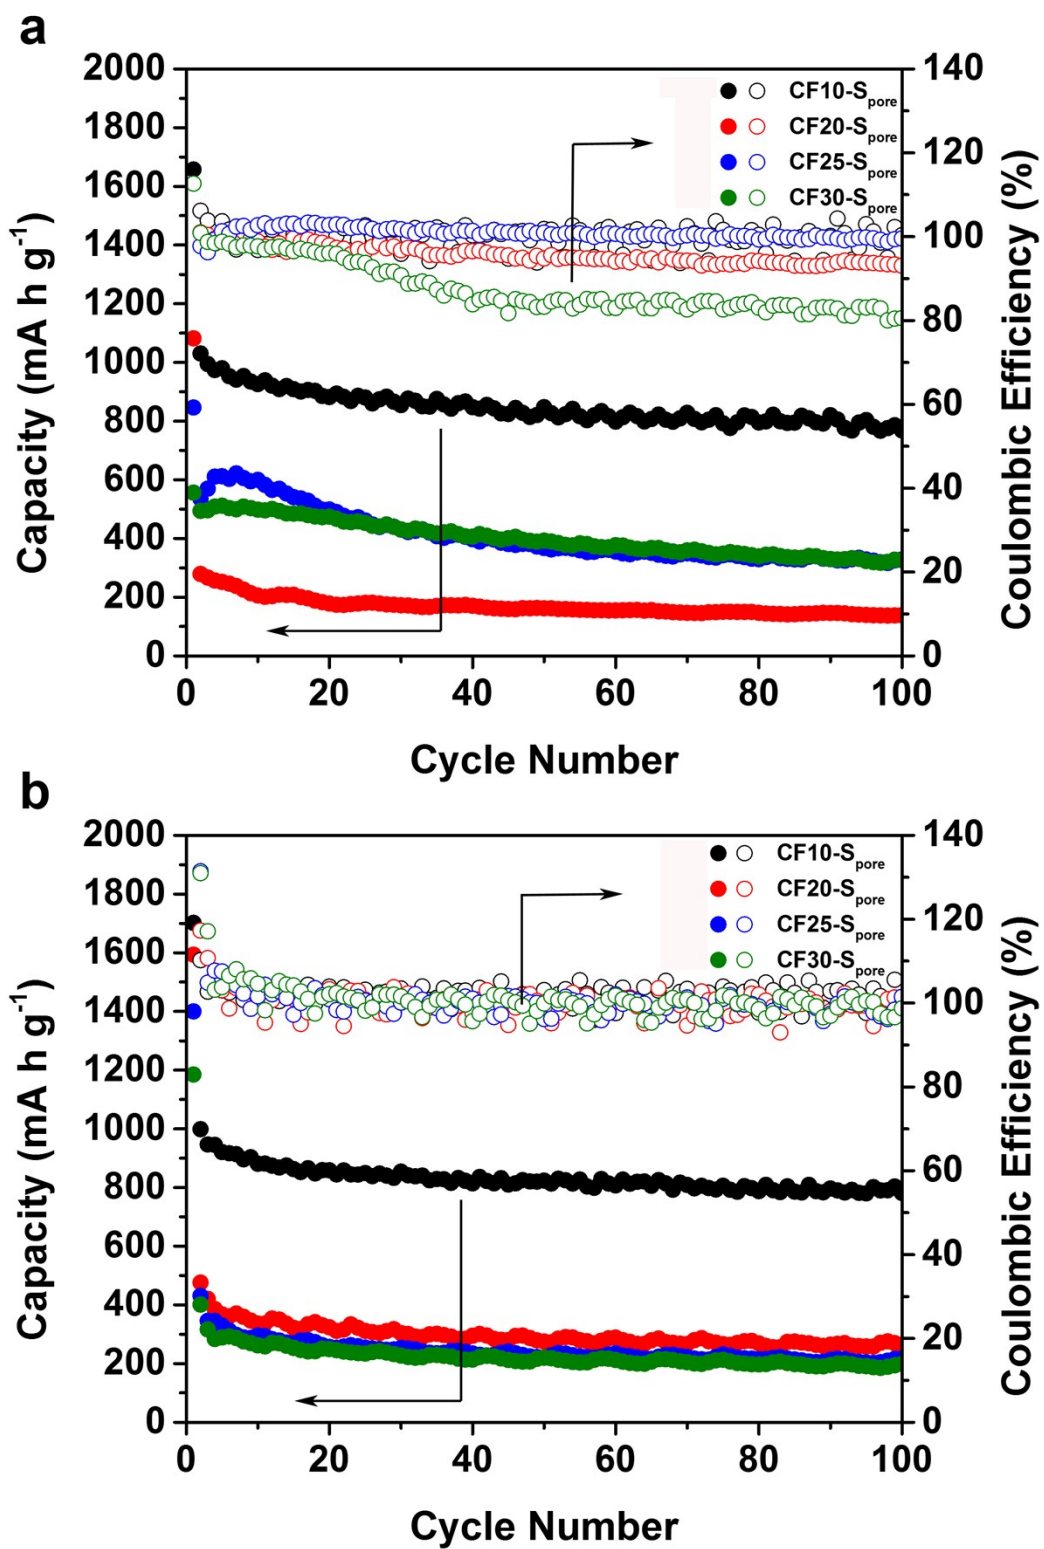 a
2000
1800
1600
1400
1200
1000
800
600
400
200
0
Capacity (mA h g⁻¹)
140
120
100
80
60
40
20
0
Coulombic Efficiency (%)
CF10-Spore
CF20-Spore
CF25-Spore
CF30-Spore
0 20 40 60 80 100
Cycle Number
b
2000
1800
1600
1400
1200
1000
800
600
400
200
0
Capacity (mA h g⁻¹)
140
120
100
80
60
40
20
0
Coulombic Efficiency (%)
CF10-Spore
CF20-Spore
CF25-Spore
CF30-Spore
0 20 40 60 80 100
Cycle Number